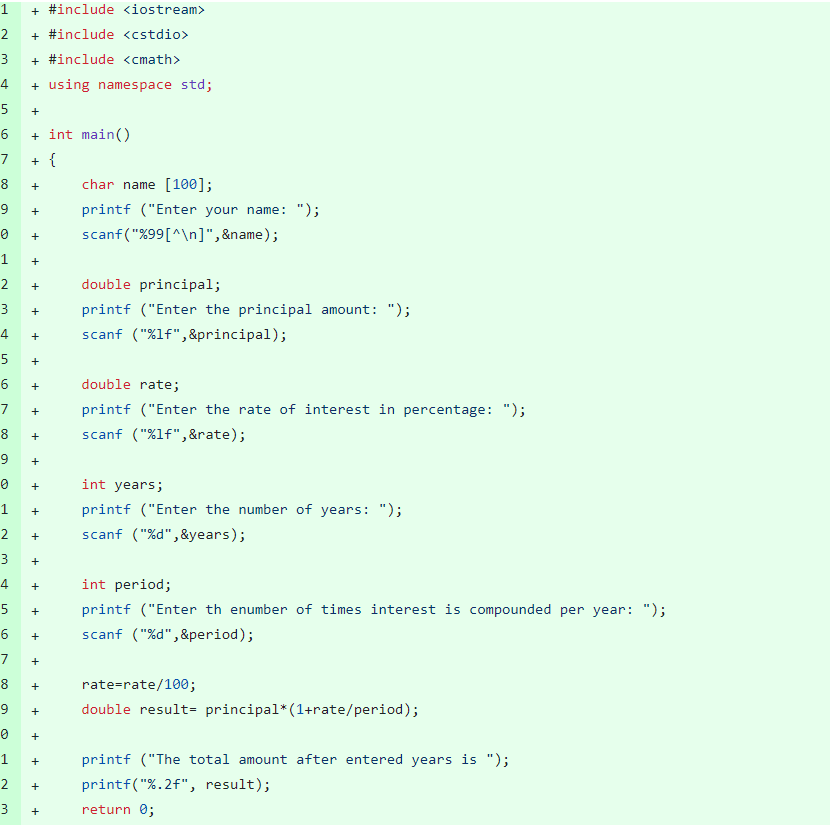 1 + #include <iostream>
2 + #include <cstdio>
3 + #include <cmath>
4 + using namespace std;
5 +
6 + int main()
7 + {
8 + char name [100];
9 + printf ("Enter your name: ");
0 + scanf("%99[^\n]",&name);
1 +
2 + double principal;
3 + printf ("Enter the principal amount: ");
4 + scanf ("%lf",&principal);
5 +
6 + double rate;
7 + printf ("Enter the rate of interest in percentage: ");
8 + scanf ("%lf",&rate);
9 +
0 + int years;
1 + printf ("Enter the number of years: ");
2 + scanf ("%d",&years);
3 +
4 + int period;
5 + printf ("Enter th enumber of times interest is compounded per year: ");
6 + scanf ("%d",&period);
7 +
8 + rate=rate/100;
9 + double result= principal*(1+rate/period);
0 +
1 + printf ("The total amount after entered years is ");
2 + printf("%.2f", result);
3 + return 0;